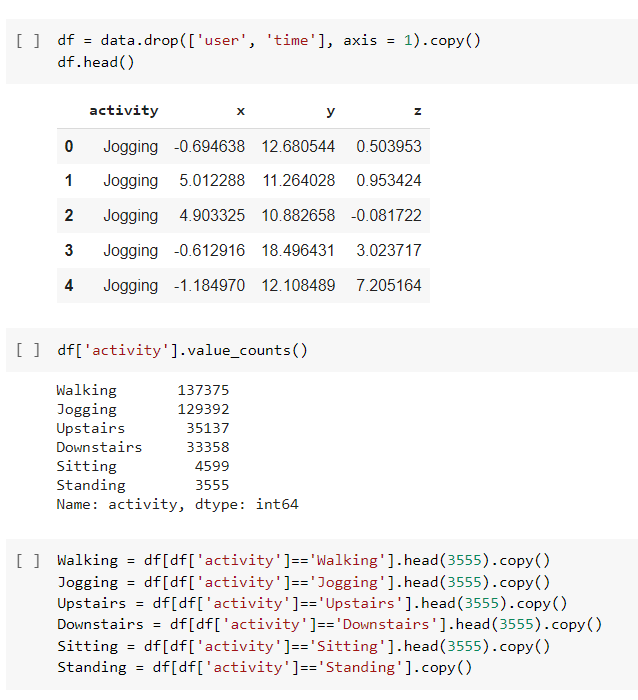 [ ] df = data.drop(['user', 'time'], axis = 1).copy()
df.head()
activity x y z
0 Jogging -0.694638 12.680544 0.503953
1 Jogging 5.012288 11.264028 0.953424
2 Jogging 4.903325 10.882658 -0.081722
3 Jogging -0.612916 18.496431 3.023717
4 Jogging -1.184970 12.108489 7.205164
[ ] df['activity'].value_counts()
Walking 137375
Jogging 129392
Upstairs 35137
Downstairs 33358
Sitting 4599
Standing 3555
Name: activity, dtype: int64
[ ] Walking = df[df['activity']=='Walking'].head(3555).copy()
Jogging = df[df['activity']=='Jogging'].head(3555).copy()
Upstairs = df[df['activity']=='Upstairs'].head(3555).copy()
Downstairs = df[df['activity']=='Downstairs'].head(3555).copy()
Sitting = df[df['activity']=='Sitting'].head(3555).copy()
Standing = df[df['activity']=='Standing'].copy()